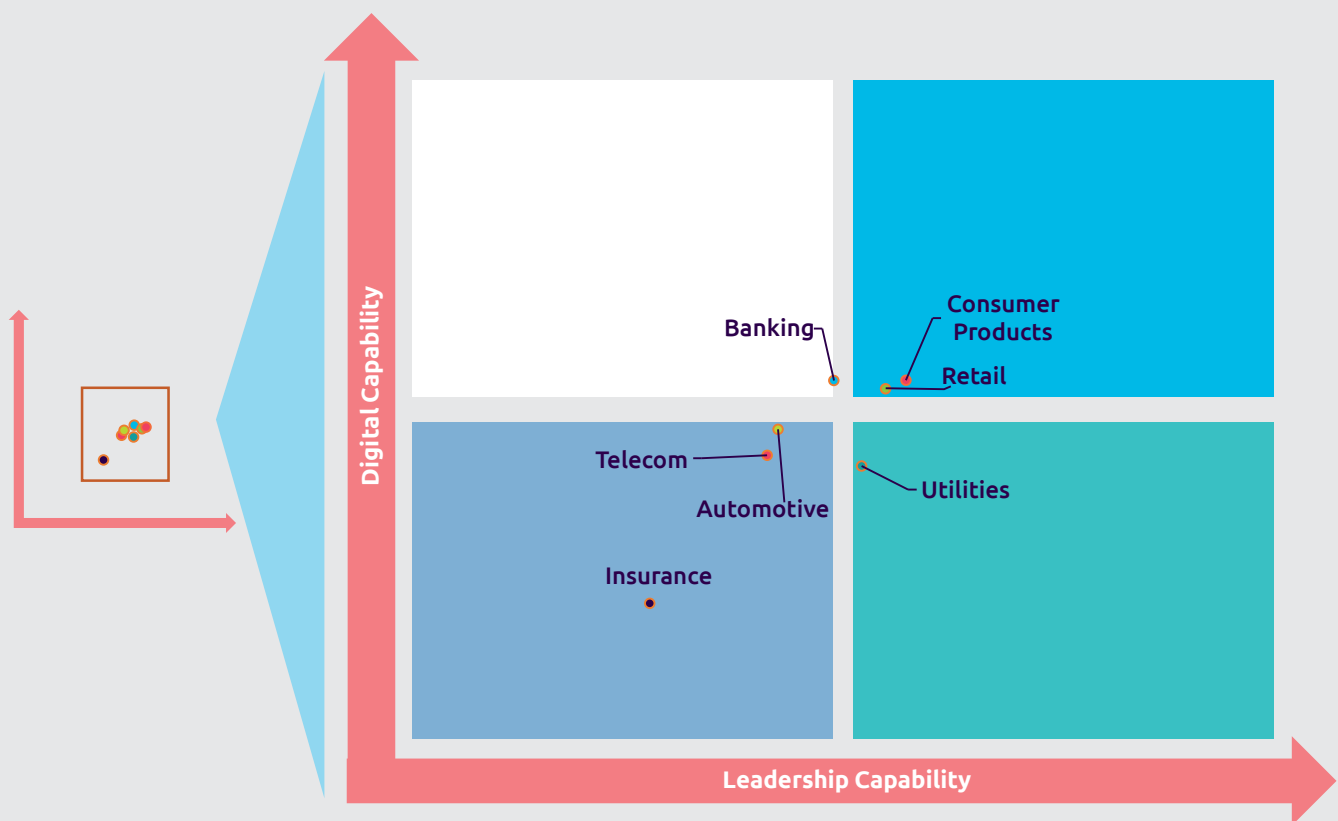 Digital Capability
Banking
Consumer
Products
Retail
Telecom
Automotive
Utilities
Insurance
Leadership Capability